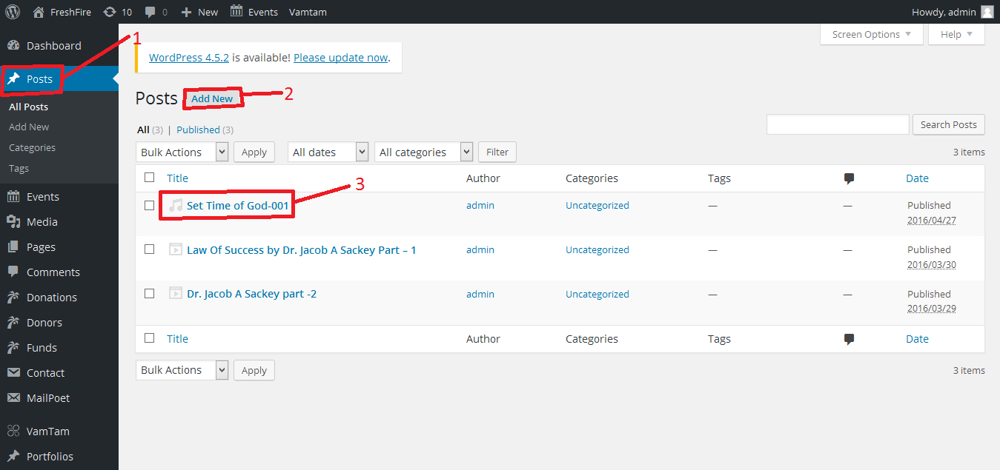 FreshFire 10 0 New Events Vamtam Howdy, admin
Screen Options Help
Dashboard
Posts
All Posts
Add New
Categories
Tags
Events
Media
Pages
Comments
Donations
Donors
Funds
Contact
MailPoet
VamTam
Portfolios
1
WordPress 4.5.2 is available! Please update now.
Posts Add New 2
All (3) | Published (3)
Search Posts
Bulk Actions Apply All dates All categories Filter 3 items
Title Author Categories Tags Date
3
Set Time of God-001 admin Uncategorized — — Published
2016/04/27
Law Of Success by Dr. Jacob A Sackey Part – 1 admin Uncategorized — — Published
2016/03/30
Dr. Jacob A Sackey part -2 admin Uncategorized — — Published
2016/03/29
Title Author Categories Tags Date
Bulk Actions Apply 3 items